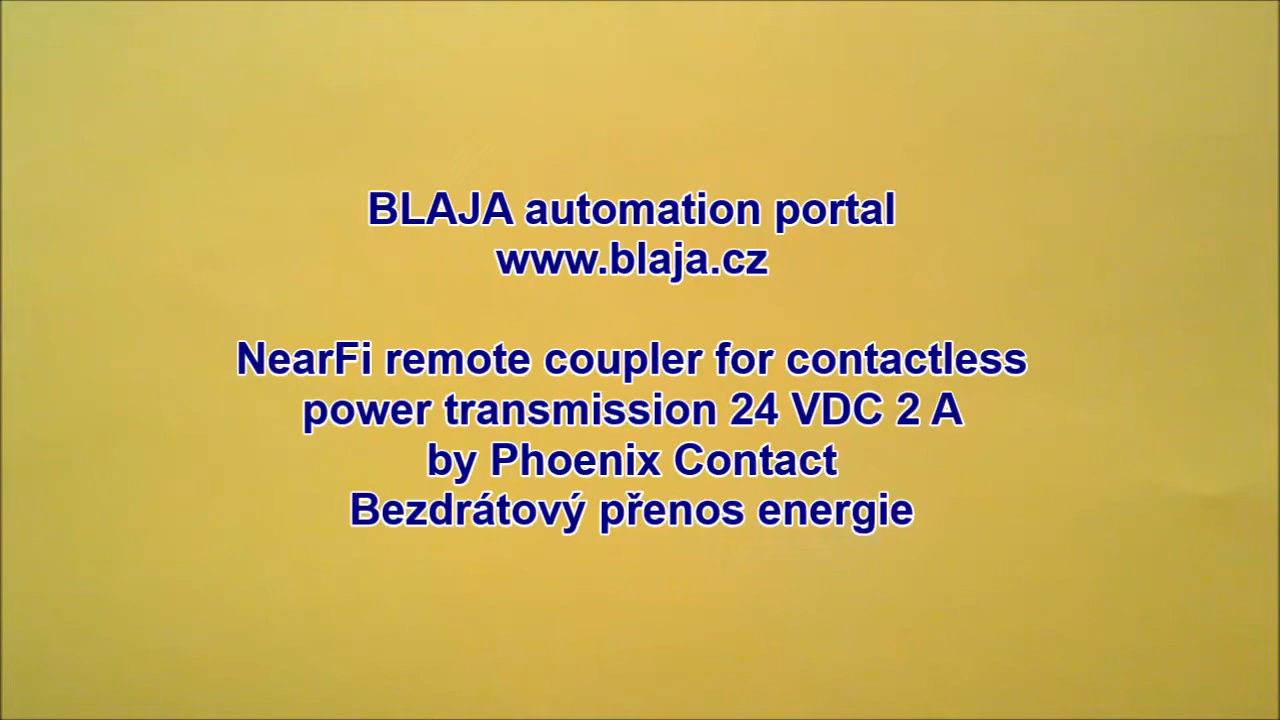 BLAJA automation portal
www.blaja.cz
NearFi remote coupler for contactless
power transmission 24 VDC 2 A
by Phoenix Contact
Bezdrátový přenos energie